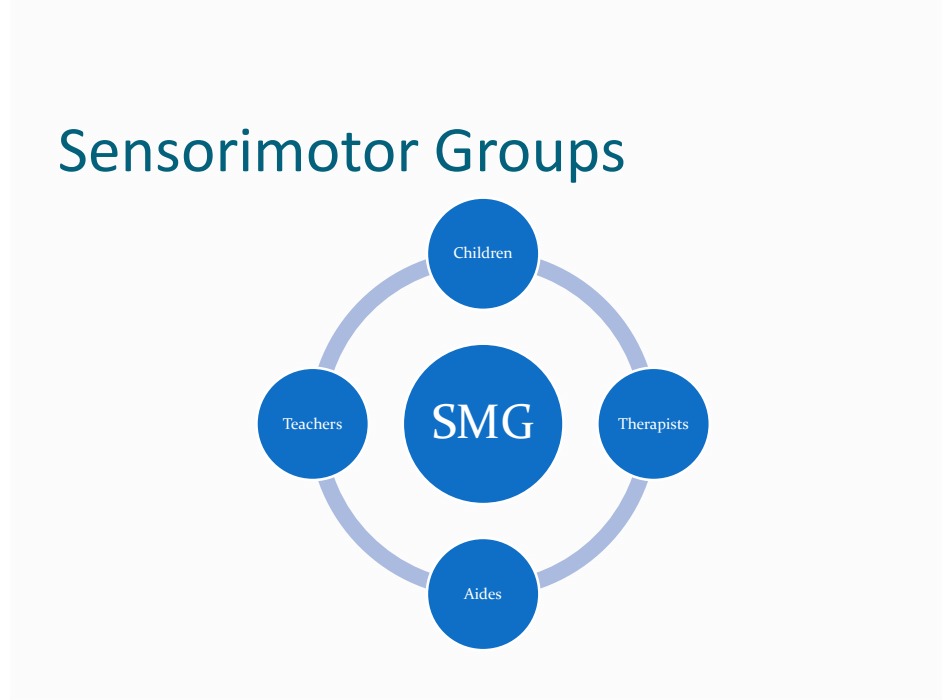 Sensorimotor Groups
Children
Teachers
SMG
Therapists
Aides